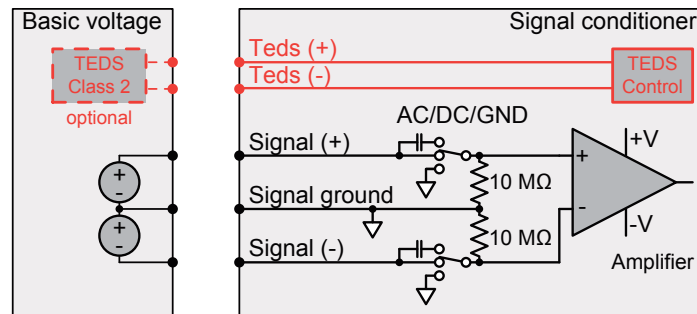 Basic voltage
TEDS
Class 2
optional
+
-
+
-
Signal conditioner
Teds (+)
Teds (-)
TEDS
Control
AC/DC/GND
Signal (+)
Signal ground
Signal (-)
10 MΩ
10 MΩ
+
-
+V
-V
Amplifier